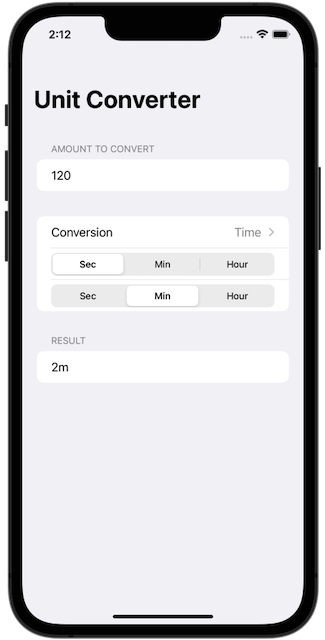 2:12
Unit Converter
AMOUNT TO CONVERT
120
Conversion Time
Sec Min Hour
Sec Min Hour
RESULT
2m